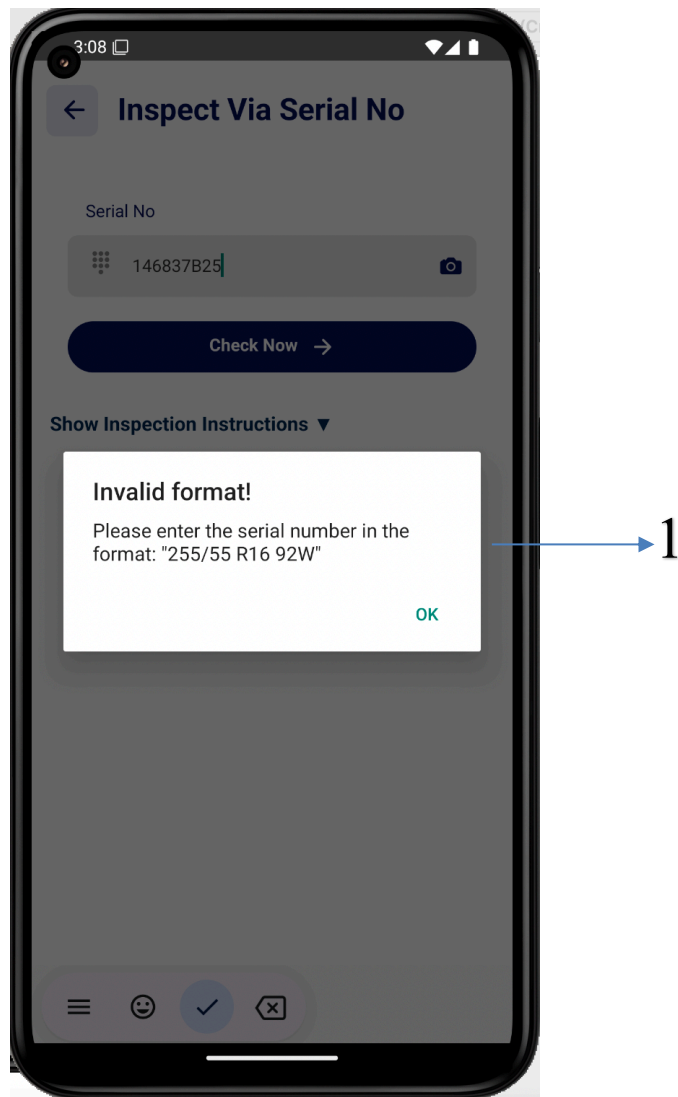 3:08
Inspect Via Serial No
Serial No
146837B25
Check Now →
Show Inspection Instructions ▼
Invalid format!
Please enter the serial number in the
format: "255/55 R16 92W"
OK
1